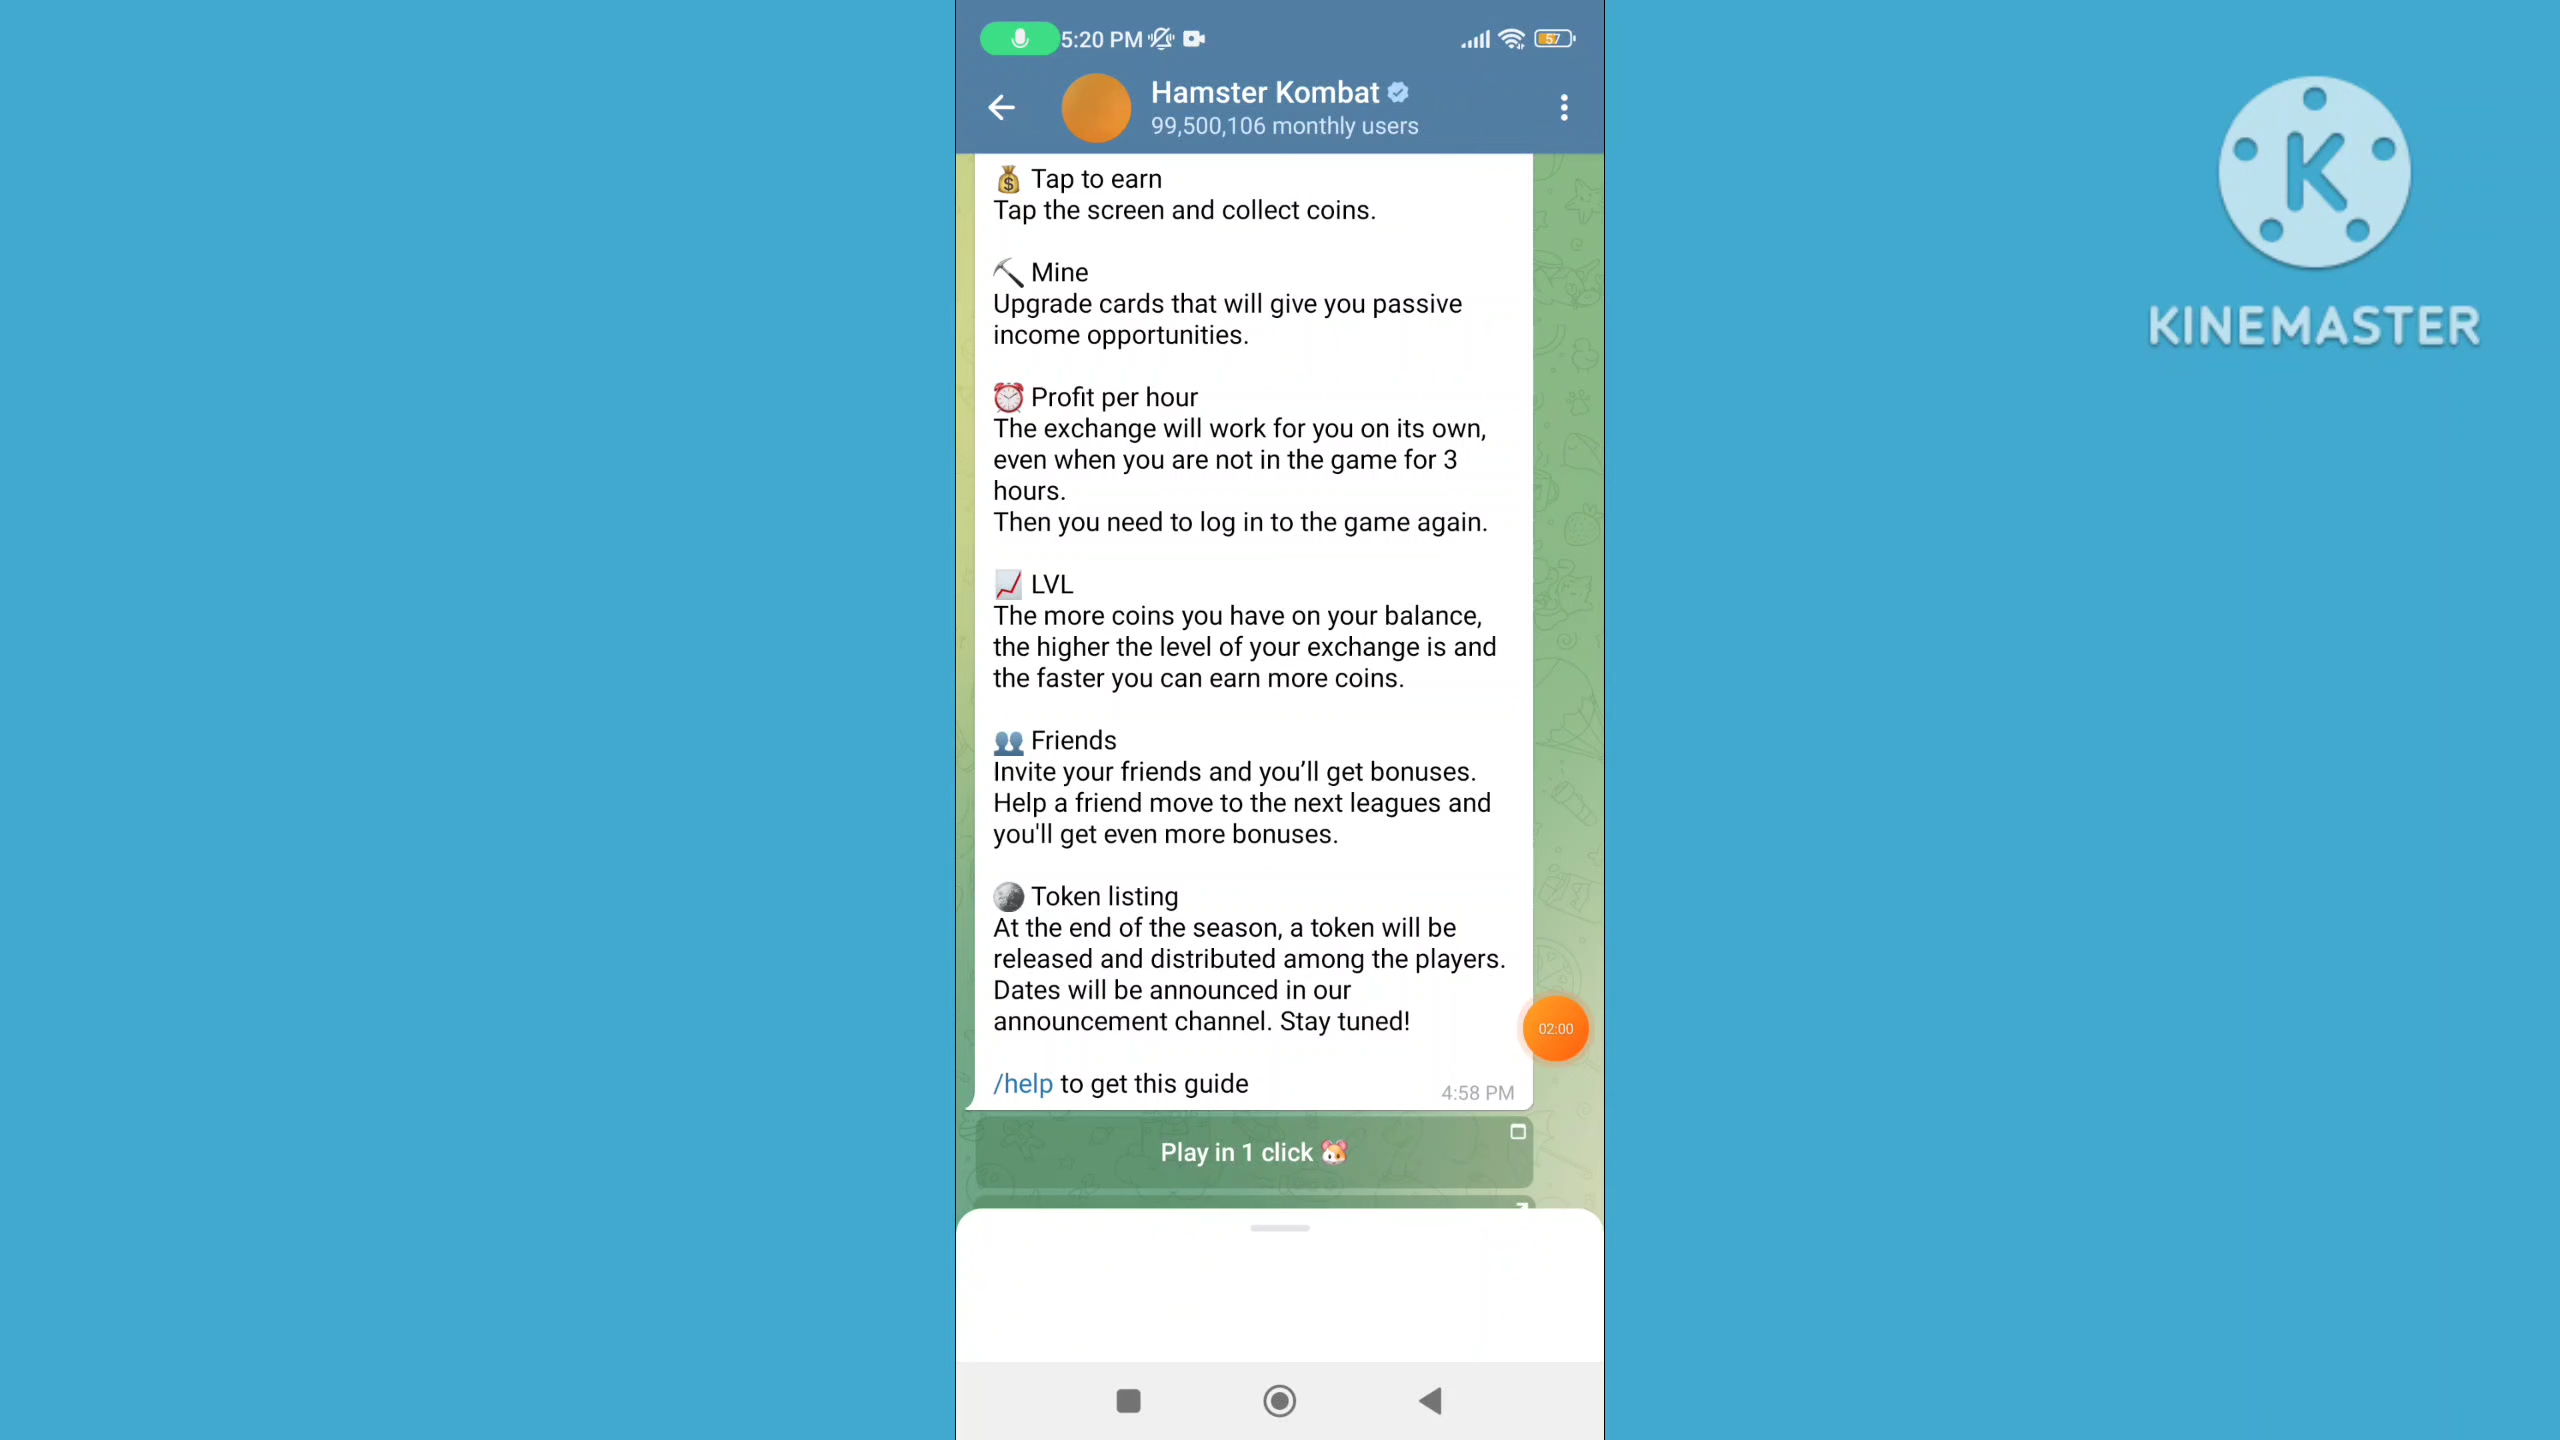 5:20 PM
57
Hamster Kombat
99,500,106 monthly users
Tap to earn
Tap the screen and collect coins.
Mine
Upgrade cards that will give you passive
income opportunities.
Profit per hour
The exchange will work for you on its own,
even when you are not in the game for 3
hours.
Then you need to log in to the game again.
LVL
The more coins you have on your balance,
the higher the level of your exchange is and
the faster you can earn more coins.
Friends
Invite your friends and you’ll get bonuses.
Help a friend move to the next leagues and
you'll get even more bonuses.
Token listing
At the end of the season, a token will be
released and distributed among the players.
Dates will be announced in our
announcement channel. Stay tuned!
02:00
/help to get this guide
4:58 PM
Play in 1 click
K
KINEMASTER